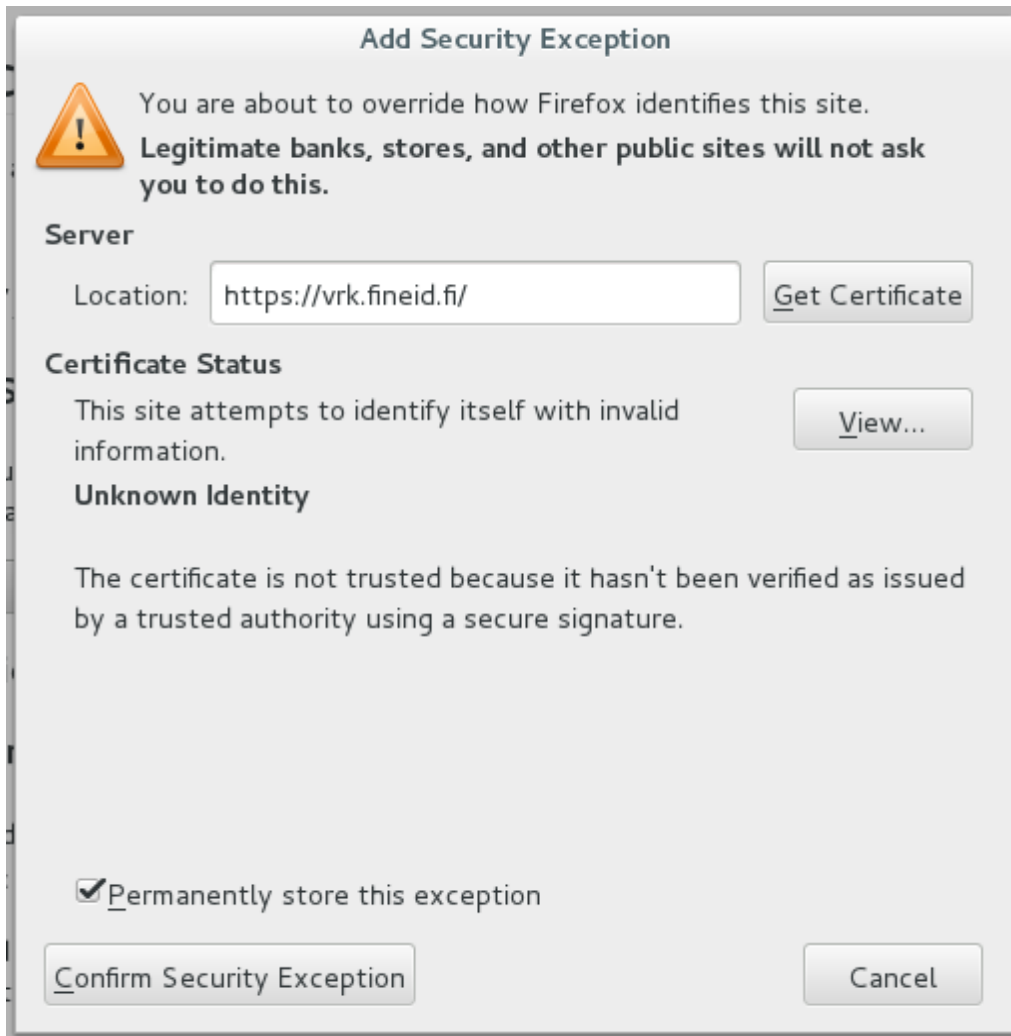 Add Security Exception
You are about to override how Firefox identifies this site.
Legitimate banks, stores, and other public sites will not ask
you to do this.
Server
Location: https://vrk.fineid.fi/ Get Certificate
Certificate Status
This site attempts to identify itself with invalid
information.
View...
Unknown Identity
The certificate is not trusted because it hasn't been verified as issued
by a trusted authority using a secure signature.
Permanently store this exception
Confirm Security Exception Cancel